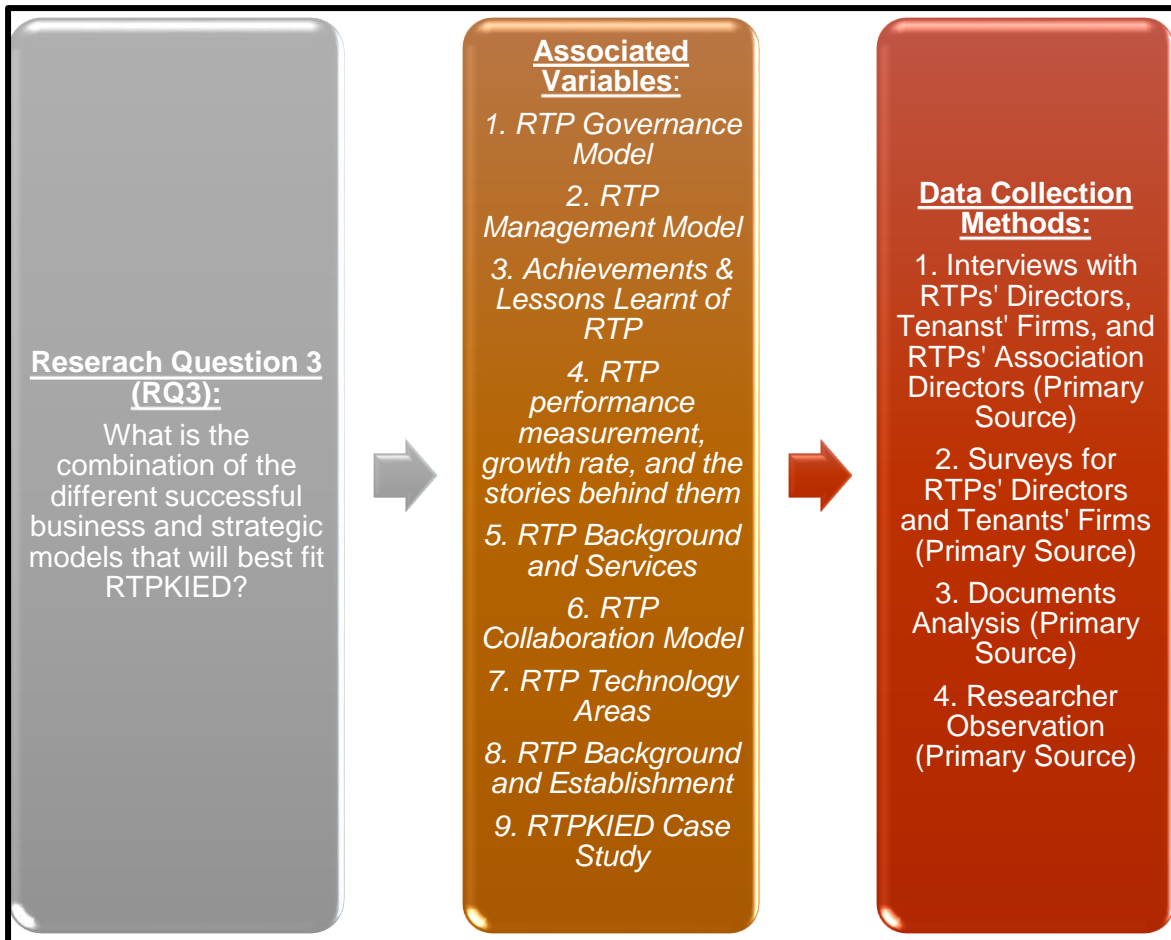 Reserach Question 3
(RQ3):
What is the
combination of the
different successful
business and strategic
models that will best fit
RTPKIED?
Associated
Variables:
1. RTP Governance
Model
2. RTP
Management Model
3. Achievements &
Lessons Learnt of
RTP
4. RTP
performance
measurement,
growth rate, and the
stories behind them
5. RTP Background
and Services
6. RTP
Collaboration Model
7. RTP Technology
Areas
8. RTP Background
and Establishment
9. RTPKIED Case
Study
Data Collection
Methods:
1. Interviews with
RTPs' Directors,
Tenanst' Firms, and
RTPs' Association
Directors (Primary
Source)
2. Surveys for
RTPs' Directors
and Tenants' Firms
(Primary Source)
3. Documents
Analysis (Primary
Source)
4. Researcher
Observation
(Primary Source)